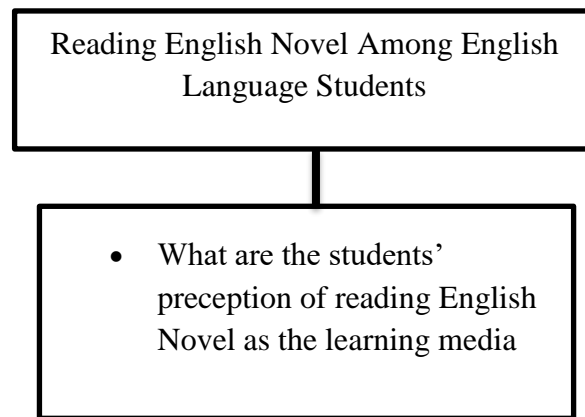 Reading English Novel Among English
Language Students
• What are the students’
preception of reading English
Novel as the learning media